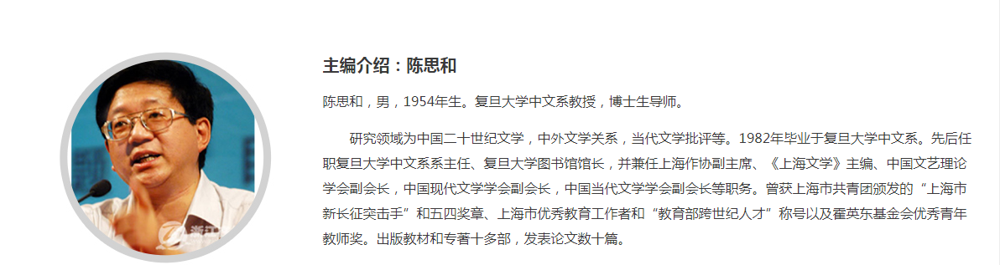 主编介绍：陈思和
陈思和，男，1954年生。复旦大学中文系教授，博士生导师。
研究领域为中国二十世纪文学，中外文学关系，当代文学批评等。1982年毕业于复旦大学中文系。先后任
职复旦大学中文系系主任、复旦大学图书馆馆长，并兼任上海作协副主席、《上海文学》主编、中国文艺理论
学会副会长，中国现代文学学会副会长，中国当代文学学会副会长等职务。曾获上海市共青团颁发的“上海市
新长征突击手”和五四奖章、上海市优秀教育工作者和“教育部跨世纪人才”称号以及霍英东基金会优秀青年
教师奖。出版教材和专著十多部，发表论文数十篇。
浙江